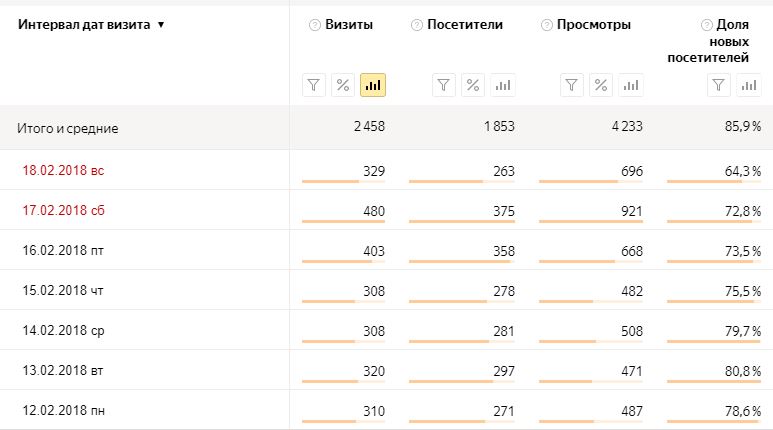 Интервал дат визита ▼ ? Визиты ? Посетители ? Просмотры ? Доля
новых
посетителей
% % %
Итого и средние 2 458 1 853 4 233 85,9 %
18.02.2018 вс 329 263 696 64,3 %
17.02.2018 сб 480 375 921 72,8 %
16.02.2018 пт 403 358 668 73,5 %
15.02.2018 чт 308 278 482 75,5 %
14.02.2018 ср 308 281 508 79,7 %
13.02.2018 вт 320 297 471 80,8 %
12.02.2018 пн 310 271 487 78,6 %